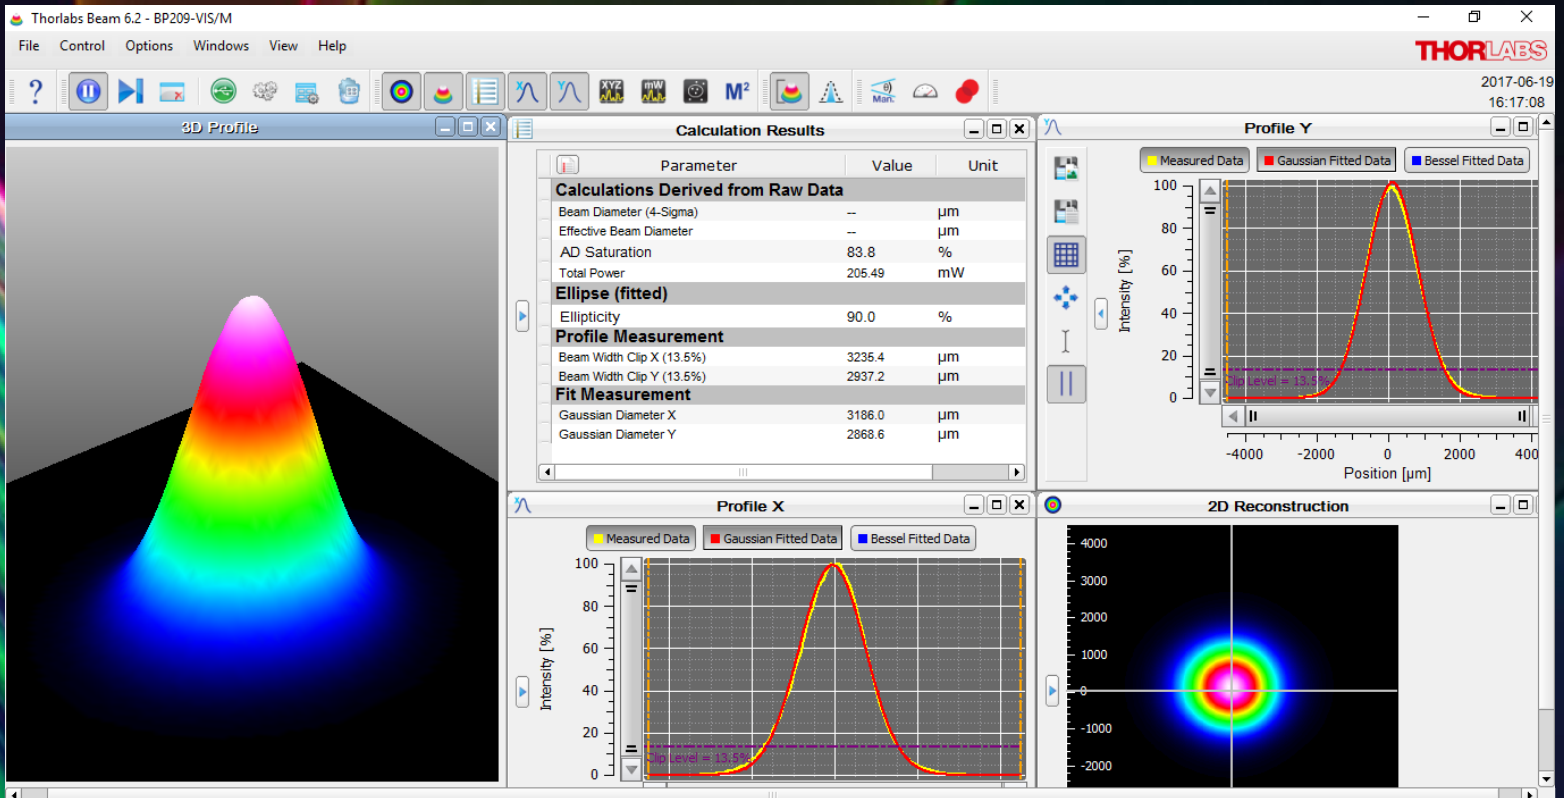 Thorlabs Beam 6.2 - BP209-VIS/M
File Control Options Windows View Help
THORLABS
? XYZ mW M² Man.
2017-06-19
16:17:08
3D Profile
Calculation Results
Parameter Value Unit
Calculations Derived from Raw Data
Beam Diameter (4-Sigma) -- µm
Effective Beam Diameter -- µm
AD Saturation 83.8 %
Total Power 205.49 mW
Ellipse (fitted)
Ellipticity 90.0 %
Profile Measurement
Beam Width Clip X (13.5%) 3235.4 µm
Beam Width Clip Y (13.5%) 2937.2 µm
Fit Measurement
Gaussian Diameter X 3186.0 µm
Gaussian Diameter Y 2868.6 µm
Y Profile Y
Measured Data Gaussian Fitted Data Bessel Fitted Data
100
80
60
40
20
0
Intensity [%]
Clip Level = 13.5%
-4000 -2000 0 2000 400
Position [µm]
X Profile X
Measured Data Gaussian Fitted Data Bessel Fitted Data
100
80
60
40
20
0
Intensity [%]
Clip Level = 13.5%
2D Reconstruction
4000
3000
2000
1000
0
-1000
-2000